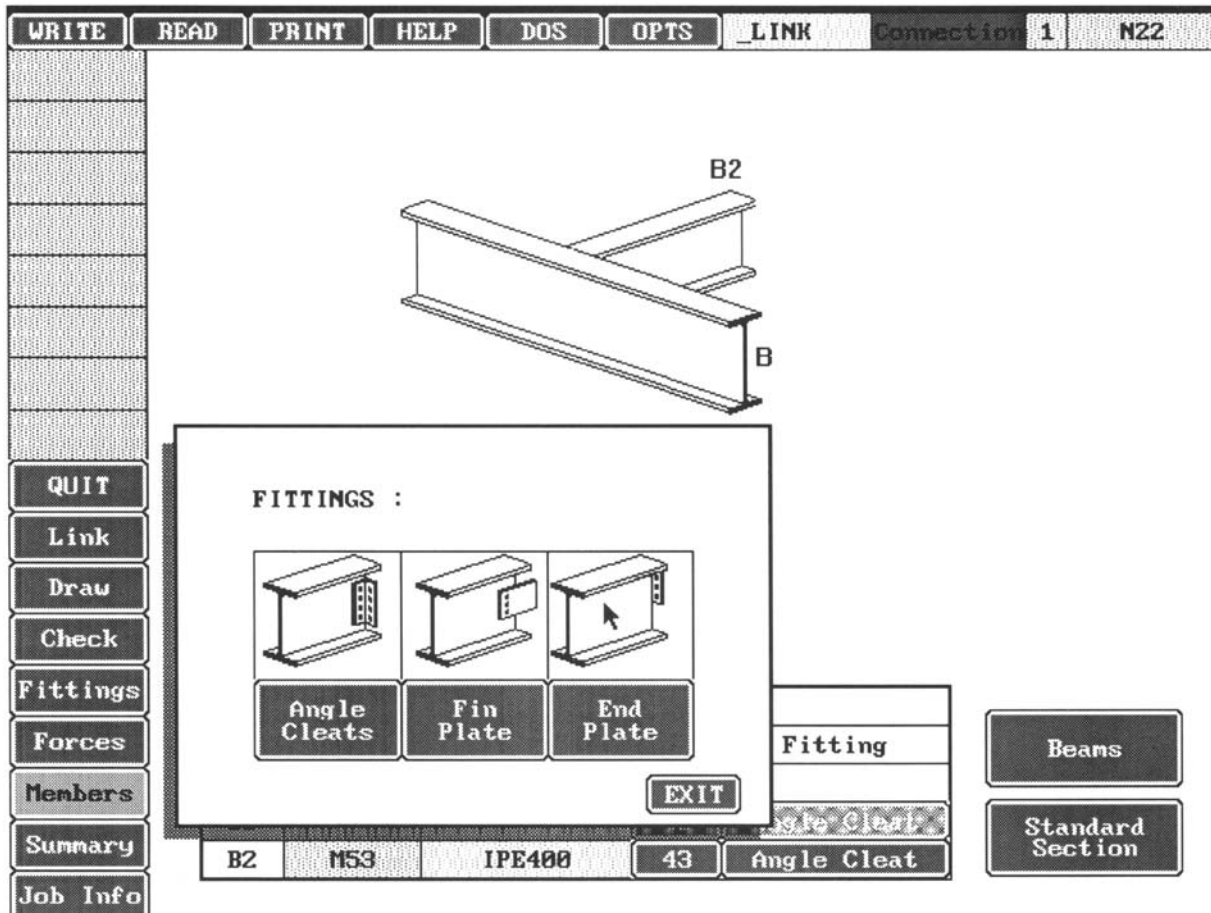 WRITE READ PRINT HELP DOS OPTS _LINK Connection 1 N22
B2
B
QUIT
Link
Draw
Check
Fittings
Forces
Members
Summary
Job Info
FITTINGS :
Angle
Cleats
Fin
Plate
End
Plate
EXIT
Fitting
Angle Cleat
B2 M53 IPE400 43 Angle Cleat
Beams
Standard
Section